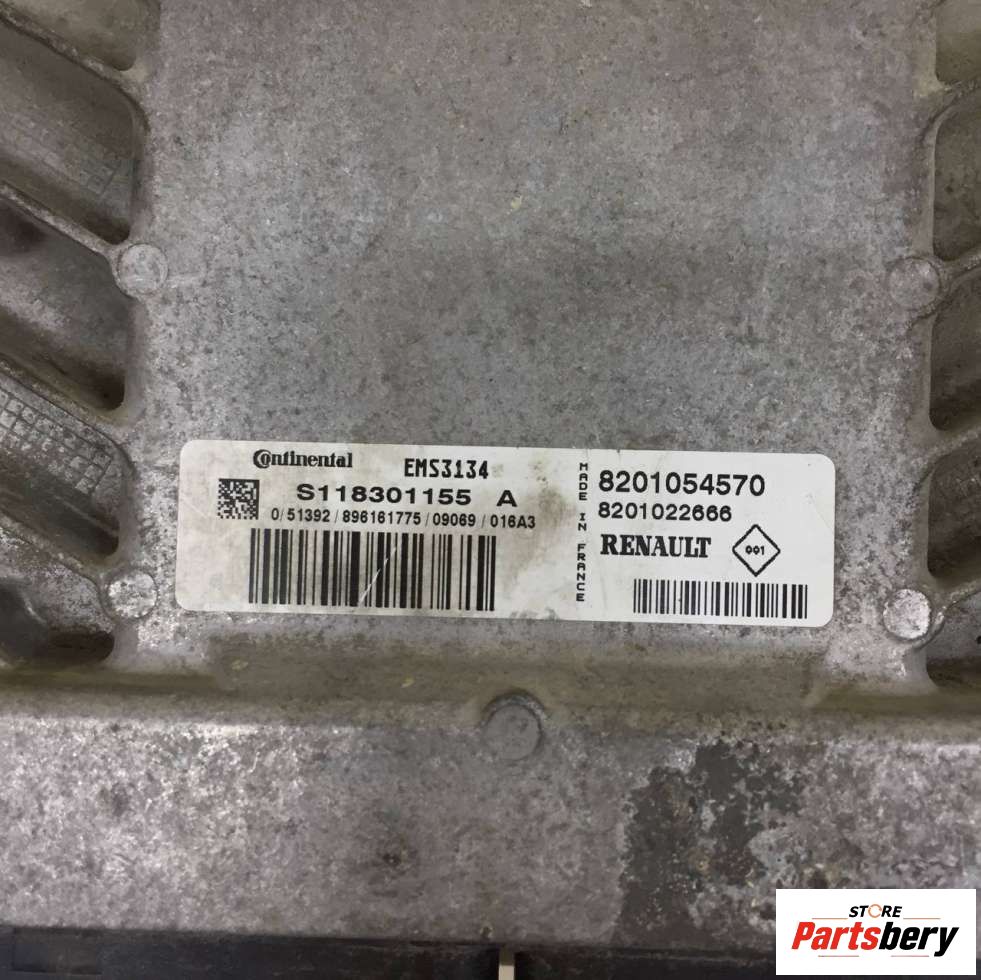 Continental EMS3134
S118301155 A
0/51392/896161775/09069/016A3
MADE IN FRANCE
8201054570
8201022666
RENAULT 001
STORE
Partsbery